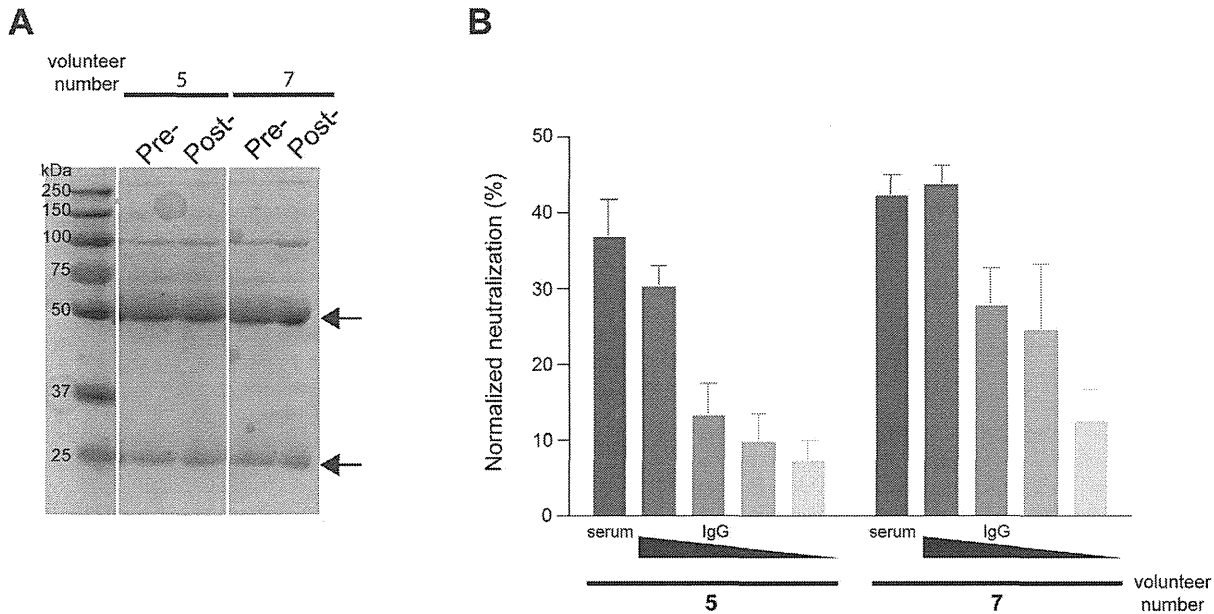 A
volunteer
number
5
7
Pre-
Post-
Pre-
Post-
kDa
250
150
100
75
50
37
25
B
Normalized neutralization (%)
50
40
30
20
10
0
serum
IgG
serum
IgG
5
7
volunteer
number